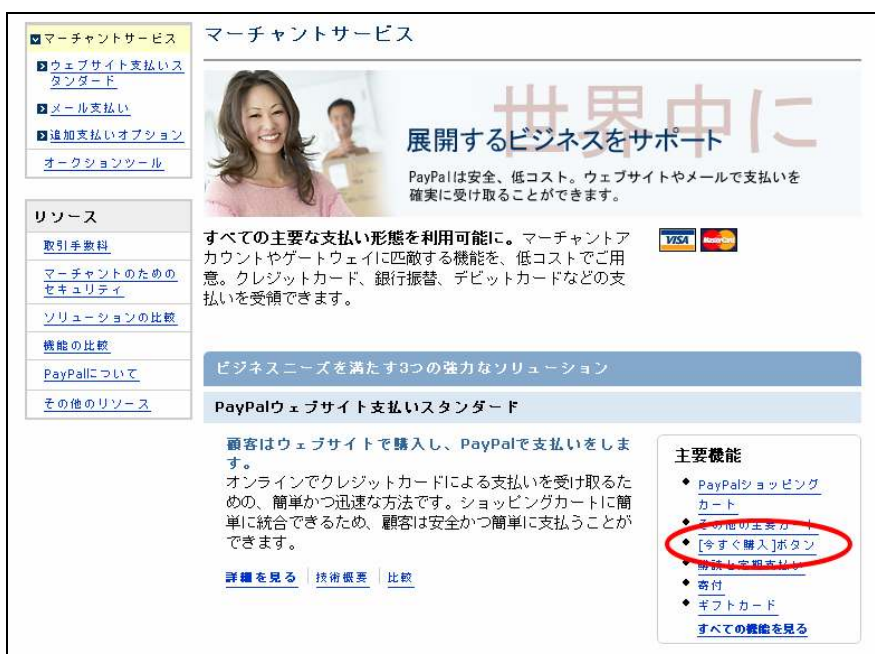 マーチャントサービス
ウェブサイト支払いス
タンダード
メール支払い
追加支払いオプション
オークションツール
リソース
取引手数料
マーチャントのための
セキュリティ
ソリューションの比較
機能の比較
PayPalについて
その他のリソース
マーチャントサービス
世界中に
展開するビジネスをサポート
PayPalは安全、低コスト。ウェブサイトやメールで支払いを
確実に受け取ることができます。
すべての主要な支払い形態を利用可能に。マーチャントア
カウントやゲートウェイに匹敵する機能を、低コストでご用
意。クレジットカード、銀行振替、デビットカードなどの支
払いを受領できます。
VISA MasterCard
ビジネスニーズを満たす3つの強力なソリューション
PayPalウェブサイト支払いスタンダード
顧客はウェブサイトで購入し、PayPalで支払いをしま
す。
オンラインでクレジットカードによる支払いを受け取るた
めの、簡単かつ迅速な方法です。ショッピングカートに簡
単に統合できるため、顧客は安全かつ簡単に支払うことが
できます。
詳細を見る 技術概要 比較
主要機能
PayPalショッピング
カート
その他の主要カート
[今すぐ購入]ボタン
購読と定期支払い
寄付
ギフトカード
すべての機能を見る